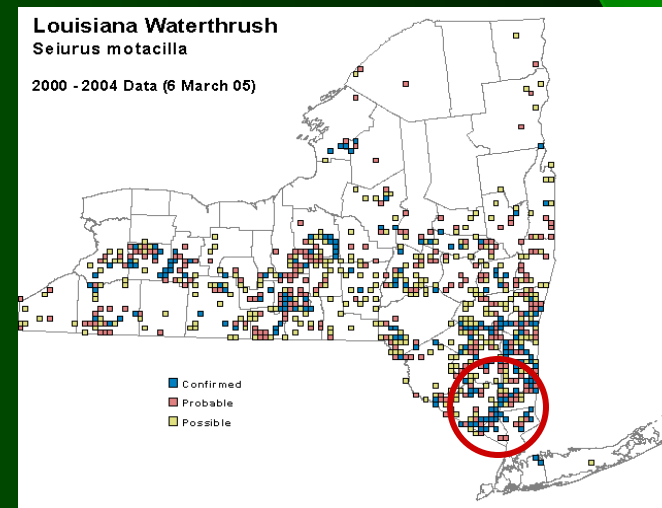 Louisiana Waterthrush
Seiurus motacilla
2000 - 2004 Data (6 March 05)
Confirmed
Probable
Possible